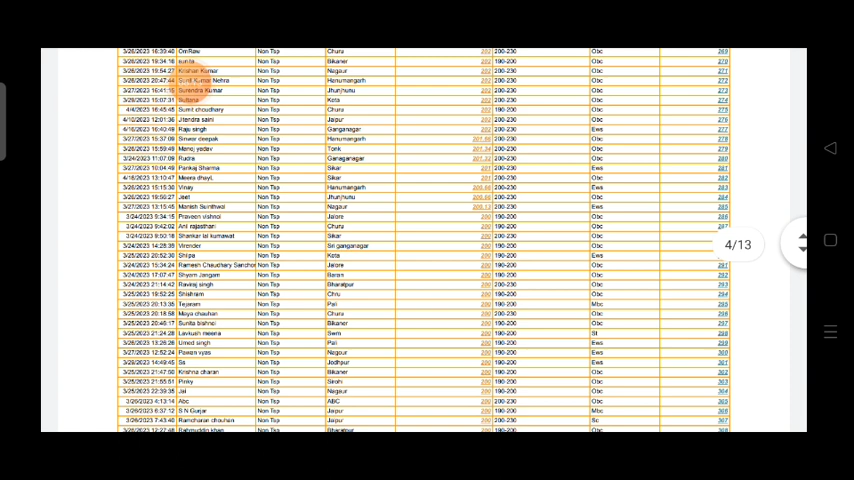 3/26/2023 16:39:40 OmRaw Non Tsp Churu 202 200-230 Obc 269
3/26/2023 19:34:16 sunita Non Tsp Bikaner 202 190-200 Obc 270
3/26/2023 19:54:27 Krishan Kumar Non Tsp Nagaur 202 200-230 Obc 271
3/26/2023 20:47:44 Sunil Kumar Nehra Non Tsp Hanumangarh 202 200-230 Obc 272
3/27/2023 16:41:15 Surendra Kumar Non Tsp Jhunjhunu 202 200-230 Obc 273
3/29/2023 15:07:31 Non Tsp Kota 202 200-230 Obc 274
4/4/2023 16:45:45 Sumit choudhary Non Tsp Churu 202 190-200 Obc 275
4/10/2023 12:01:36 Jitendra saini Non Tsp Jaipur 202 200-230 Obc 276
4/16/2023 16:40:49 Raju singh Non Tsp Ganganagar 202 200-230 Ews 277
3/27/2023 15:37:09 Sinwar deepak Non Tsp Hanumangarh 201.66 200-230 Obc 278
3/28/2023 15:59:49 Manoj yadav Non Tsp Tonk 201.34 200-230 Obc 279
3/24/2023 11:07:09 Rudra Non Tsp Ganaganagar 201.32 200-230 Obc 280
3/27/2023 10:04:49 Pankaj Sharma Non Tsp Sikar 201 200-230 Ews 281
4/16/2023 13:10:47 Meera dhayL Non Tsp Sikar 201 200-230 Obc 282
3/28/2023 15:15:30 Vinay Non Tsp Hanumangarh 200-230 Ews 283
3/26/2023 19:50:27 Jeet Non Tsp Jhunjhunu 200-230 Obc 284
3/27/2023 13:15:45 Manish Suinthwal Non Tsp Nagaur 200-230 Ews 285
3/24/2023 9:34:15 Praveen vishnoi Non Tsp Jalore 200 190-200 Obc 286
3/24/2023 9:42:02 Anil rajasthani Non Tsp Churu 200 190-200 Obc 287
3/24/2023 9:50:18 Shankar lal kumawat Non Tsp Sikar 200 200-230 Obc
3/24/2023 14:28:39 Virender Non Tsp Sri ganganagar 200 190-200 Obc
3/25/2023 20:52:30 Shilpa Non Tsp Kota 200 200-230 Ews
4/13
3/24/2023 15:34:24 Ramesh Chaudhary Sanchor Non Tsp Jalore 200 190-200 Obc 291
3/24/2023 17:07:47 Shyam Jangam Non Tsp Baran 200 190-200 Obc 292
3/24/2023 21:14:42 Ravkraj singh Non Tsp Bharatpur 200 190-200 Obc 293
3/25/2023 19:52:25 Shishram Non Tsp Chru 200 190-200 Obc 294
3/25/2023 20:13:35 Tejaram Non Tsp Pali 200 190-200 Mbc 295
3/25/2023 20:18:58 Maya chauhan Non Tsp Churu 200 200-230 Obc 296
3/25/2023 20:46:17 Sunita bishnoi Non Tsp Bikaner 200 190-200 Obc 297
3/25/2023 21:24:28 Lavkush meena Non Tsp Swm 200 190-200 St 298
3/26/2023 13:26:26 Umed singh Non Tsp Pali 200 190-200 Ews 299
3/27/2023 12:52:24 Pawan vyas Non Tsp Nagour 200 190-200 Ews 300
3/29/2023 14:49:45 Ss Non Tsp Jodhpur 200 190-200 Ews 301
3/25/2023 21:47:50 Krishna charan Non Tsp Bikaner 200 190-200 Obc 302
3/25/2023 21:55:51 Pinky Non Tsp Sirohi 200 190-200 Obc 303
3/25/2023 22:39:35 Jai Non Tsp Nagaur 200 190-200 Obc 304
3/26/2023 4:13:14 Abc Non Tsp ABC 200 190-200 Obc 305
3/26/2023 6:37:12 S N Gurjar Non Tsp Jaipur 200 190-200 Mbc 306
3/26/2023 7:43:40 Ramcharan chouhan Non Tsp Jaipur 200 200-230 Sc 307
3/26/2023 12:27:48 Rahmuddin khan Non Tsp Bharatpur 200 190-200 Obc 308